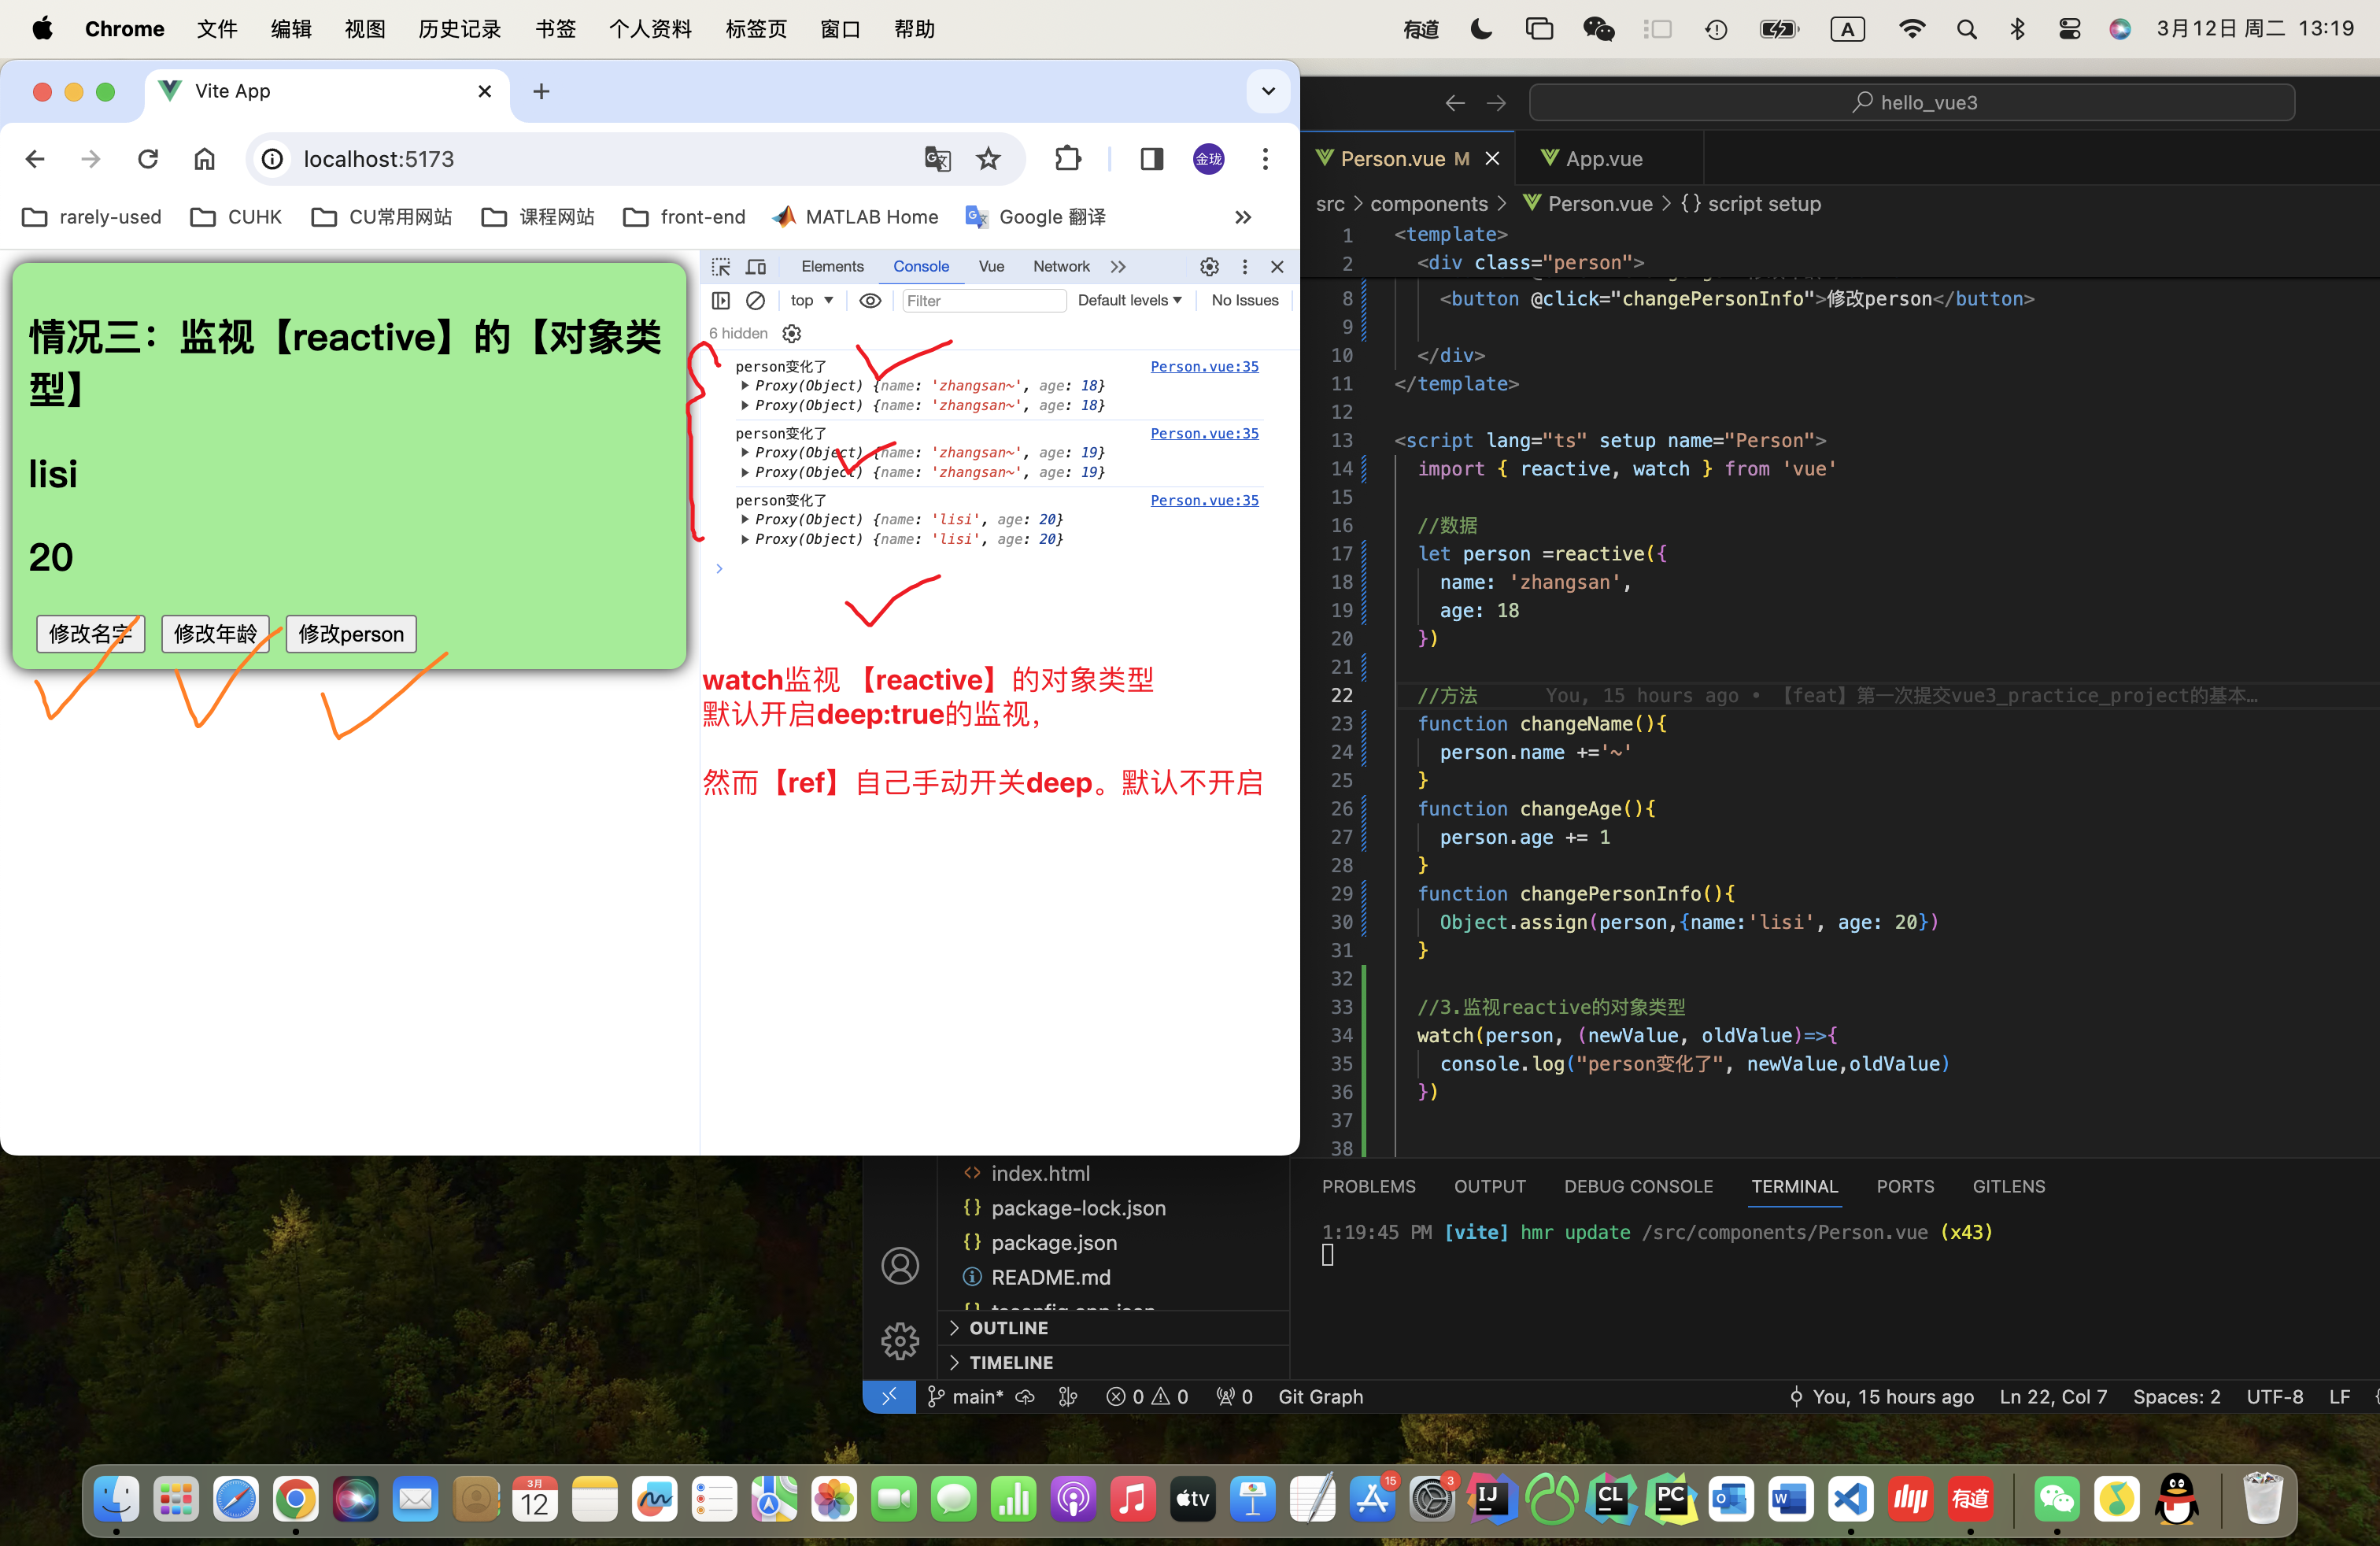 Chrome 文件 编辑 视图 历史记录 书签 个人资料 标签页 窗口 帮助
有道 A 3月12日 周二 13:19
Vite App
localhost:5173
金珑
rarely-used CUHK CU常用网站 课程网站 front-end MATLAB Home Google 翻译
情况三：监视【reactive】的【对象类
型】
lisi
20
修改名字 修改年龄 修改person
Elements Console Vue Network
top Filter Default levels No Issues
6 hidden
person变化了 Person.vue:35
Proxy(Object) {name: 'zhangsan~', age: 18}
Proxy(Object) {name: 'zhangsan~', age: 18}
person变化了 Person.vue:35
Proxy(Object) {name: 'zhangsan~', age: 19}
Proxy(Object) {name: 'zhangsan~', age: 19}
person变化了 Person.vue:35
Proxy(Object) {name: 'lisi', age: 20}
Proxy(Object) {name: 'lisi', age: 20}
watch监视 【reactive】的对象类型
默认开启deep:true的监视，
然而【ref】自己手动开关deep。默认不开启
hello_vue3
Person.vue M App.vue
src > components > Person.vue > {} script setup
1 <template>
2 <div class="person">
8 <button @click="changePersonInfo">修改person</button>
9
10 </div>
11 </template>
12
13 <script lang="ts" setup name="Person">
14 import { reactive, watch } from 'vue'
15
16 //数据
17 let person =reactive({
18 name: 'zhangsan',
19 age: 18
20 })
21
22 //方法 You, 15 hours ago • 【feat】第一次提交vue3_practice_project的基本…
23 function changeName(){
24 person.name +='~'
25 }
26 function changeAge(){
27 person.age += 1
28 }
29 function changePersonInfo(){
30 Object.assign(person,{name:'lisi', age: 20})
31 }
32
33 //3.监视reactive的对象类型
34 watch(person, (newValue, oldValue)=>{
35 console.log("person变化了", newValue,oldValue)
36 })
37
38
index.html
package-lock.json
package.json
README.md
OUTLINE
TIMELINE
PROBLEMS OUTPUT DEBUG CONSOLE TERMINAL PORTS GITLENS
1:19:45 PM [vite] hmr update /src/components/Person.vue (x43)
main* 0 0 0 Git Graph You, 15 hours ago Ln 22, Col 7 Spaces: 2 UTF-8 LF
3月
12
tv
15
3
IJ
CL
PC
O
W
有道